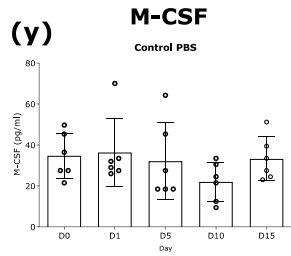 M-CSF
(y)
Control PBS
80
60
40
20
0
M-CSF (pg/ml)
D0 D1 D5 D10 D15
Day